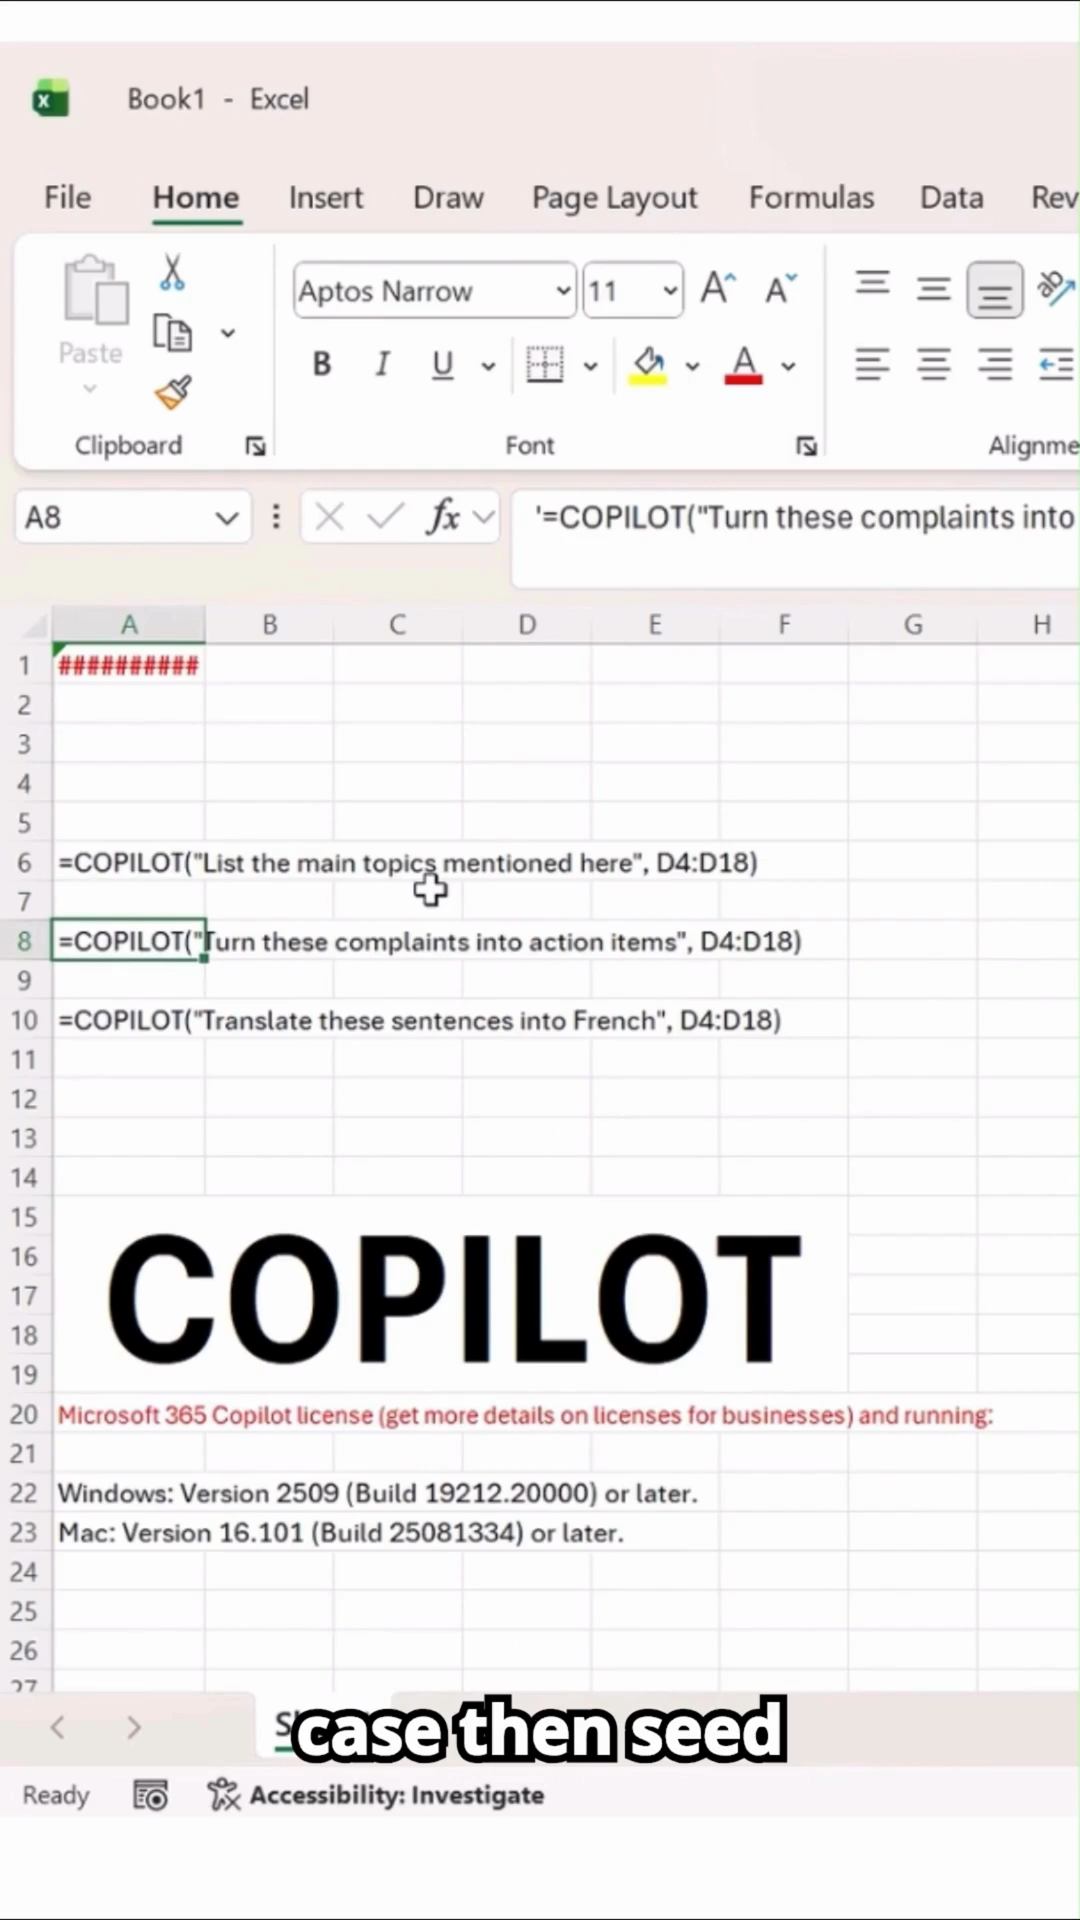 Book1 - Excel
File Home Insert Draw Page Layout Formulas Data Rev
Paste
Aptos Narrow 11
B I U
Clipboard Font Alignme
A8 fx '=COPILOT("Turn these complaints into
A B C D E F G H
1 ##########
2
3
4
5
6 =COPILOT("List the main topics mentioned here", D4:D18)
7
8 =COPILOT("Turn these complaints into action items", D4:D18)
9
10 =COPILOT("Translate these sentences into French", D4:D18)
11
12
13
14
15
16
17
18
19
COPILOT
20 Microsoft 365 Copilot license (get more details on licenses for businesses) and running:
21
22 Windows: Version 2509 (Build 19212.20000) or later.
23 Mac: Version 16.101 (Build 25081334) or later.
24
25
26
27
case then seed
Ready Accessibility: Investigate